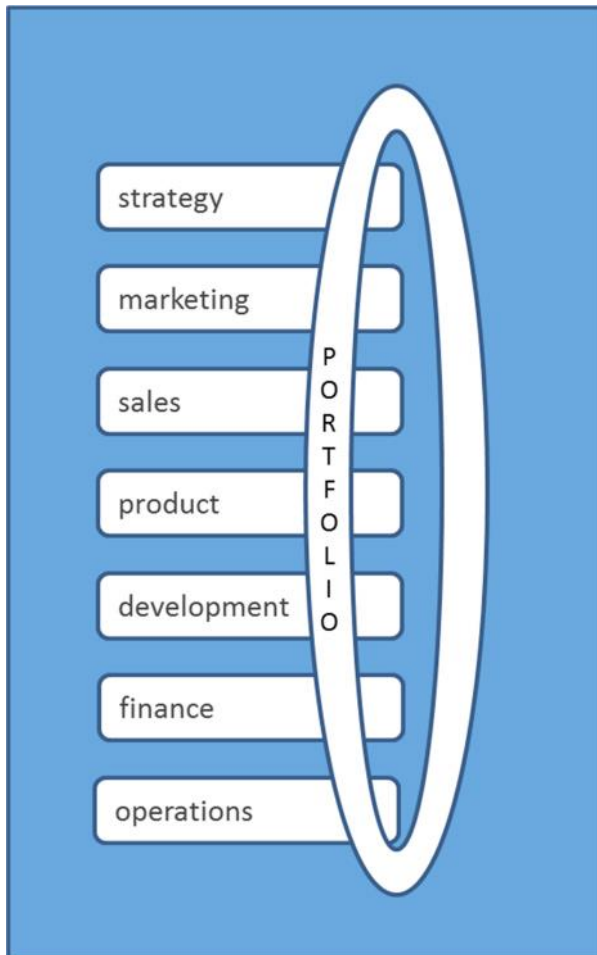 strategy
marketing
sales
product
development
finance
operations
PORTFOLIO